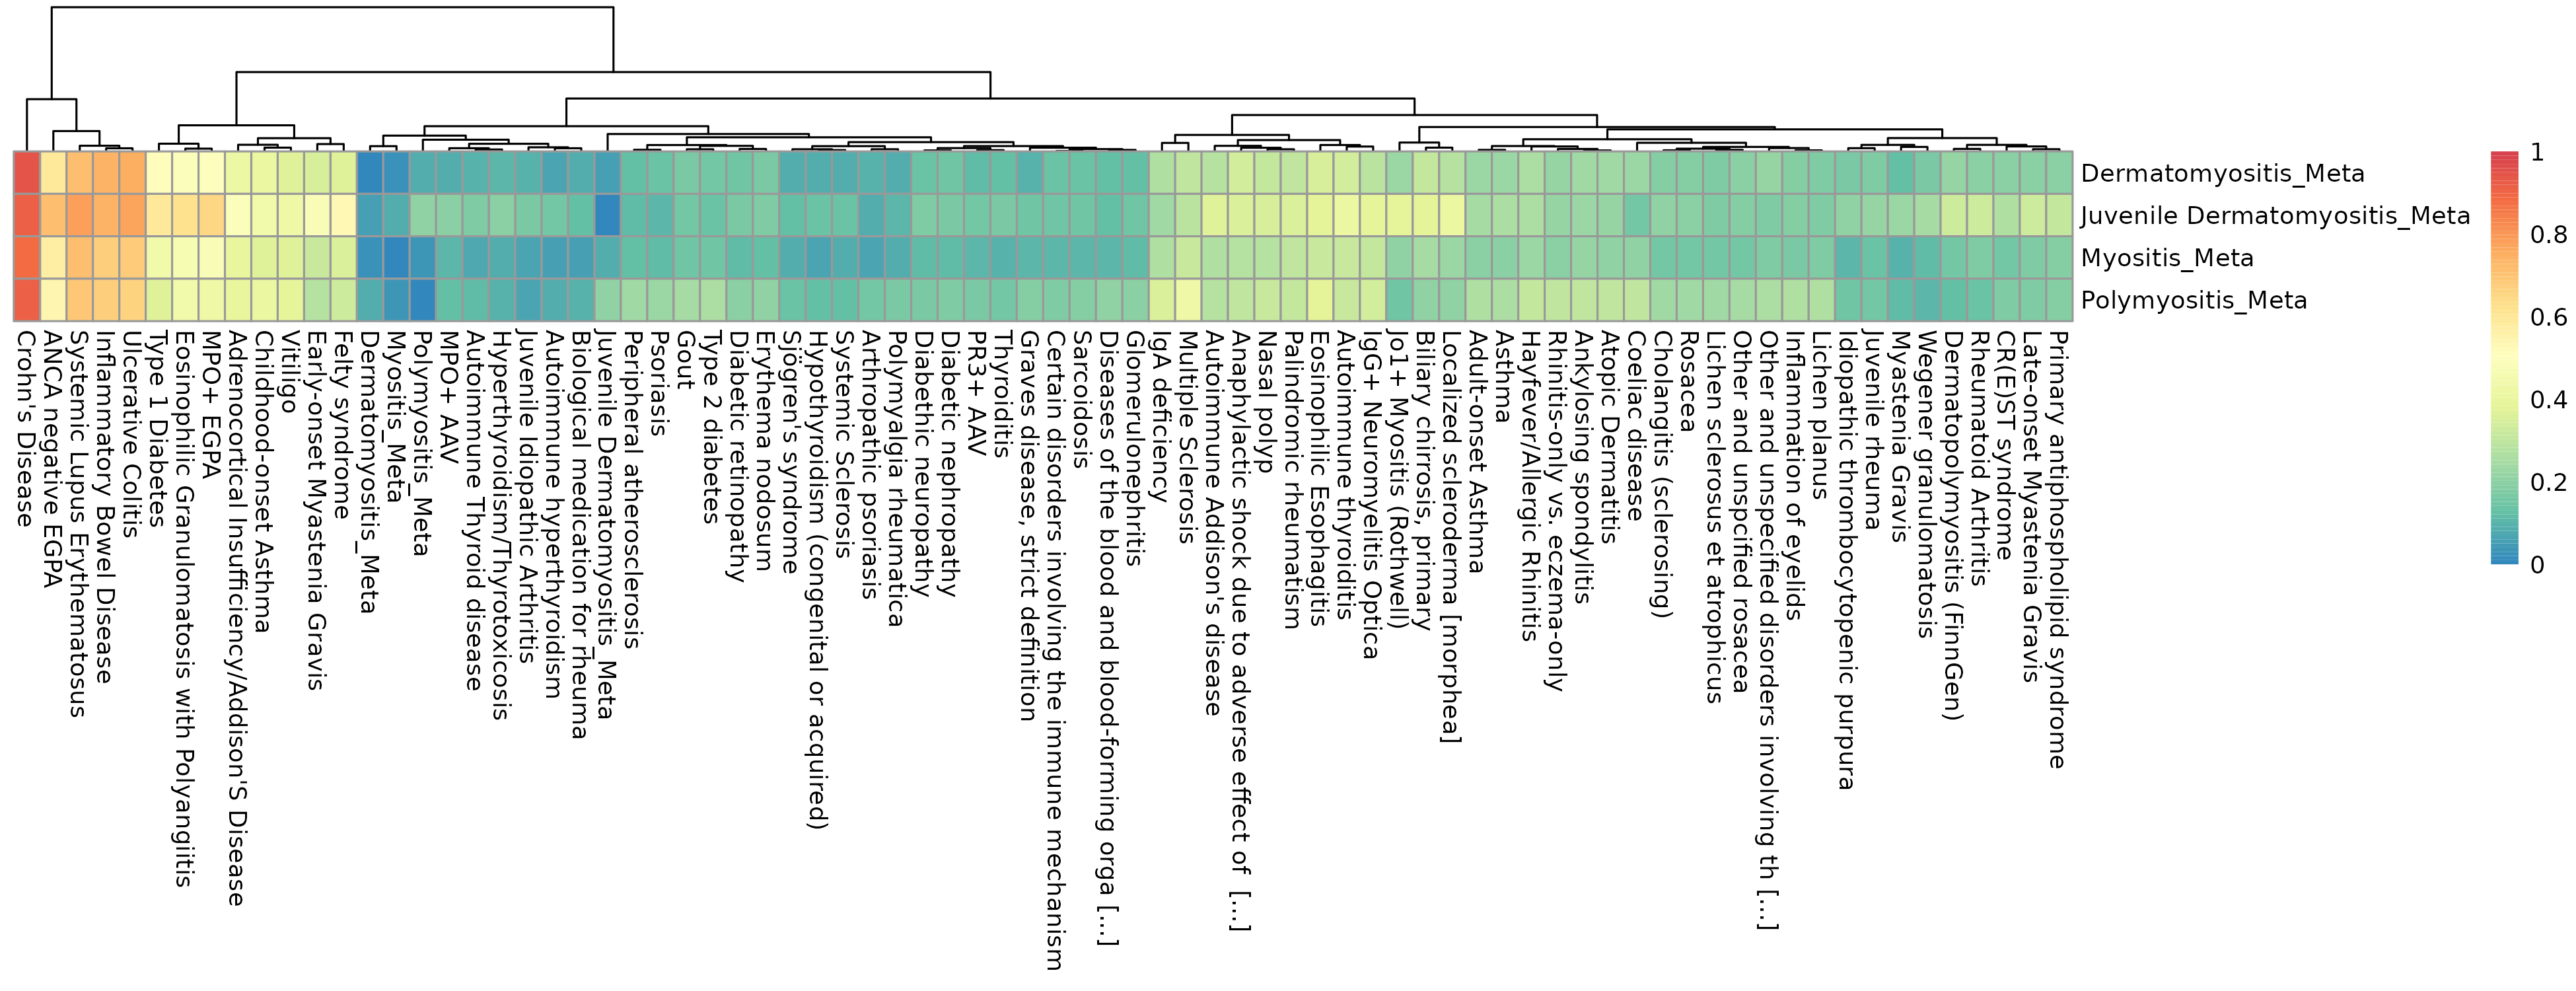 Dermatomyositis_Meta
Juvenile Dermatomyositis_Meta
Myositis_Meta
Polymyositis_Meta
1
0.8
0.6
0.4
0.2
0
Crohn's Disease
ANCA negative EGPA
Systemic Lupus Erythematosus
Inflammatory Bowel Disease
Ulcerative Colitis
Type 1 Diabetes
Eosinophilic Granulomatosis with Polyangiitis
MPO+ EGPA
Adrenocortical Insufficiency/Addison'S Disease
Childhood-onset Asthma
Vitiligo
Early-onset Myastenia Gravis
Felty syndrome
Dermatomyositis_Meta
Myositis_Meta
Polymyositis_Meta
MPO+ AAV
Autoimmune Thyroid disease
Hyperthyroidism/Thyrotoxicosis
Juvenile Idiopathic Arthritis
Autoimmune hyperthyroidism
Biological medication for rheuma
Juvenile Dermatomyositis_Meta
Peripheral atherosclerosis
Psoriasis
Gout
Type 2 diabetes
Diabetic retinopathy
Erythema nodosum
Sjögren's syndrome
Hypothyroidism (congenital or acquired)
Systemic Sclerosis
Arthropathic psoriasis
Polymyalgia rheumatica
Diabethic neuropathy
Diabetic nephropathy
PR3+ AAV
Thyroiditis
Graves disease, strict definition
Certain disorders involving the immune mechanism
Sarcoidosis
Diseases of the blood and blood-forming orga [...]
Glomerulonephritis
IgA deficiency
Multiple Sclerosis
Autoimmune Addison's disease
Anaphylactic shock due to adverse effect of [...]
Nasal polyp
Palindromic rheumatism
Eosinophilic Esophagitis
Autoimmune thyroiditis
IgG+ Neuromyelitis Optica
Jo1+ Myositis (Rothwell)
Biliary chirrosis, primary
Localized scleroderma [morphea]
Adult-onset Asthma
Asthma
Hayfever/Allergic Rhinitis
Rhinitis-only vs. eczema-only
Ankylosing spondylitis
Atopic Dermatitis
Coeliac disease
Cholangitis (sclerosing)
Rosacea
Lichen sclerosus et atrophicus
Other and unspcified rosacea
Other and unspecified disorders involving th [...]
Inflammation of eyelids
Lichen planus
Idiopathic thrombocytopenic purpura
Juvenile rheuma
Myastenia Gravis
Wegener granulomatosis
Dermatopolymyositis (FinnGen)
Rheumatoid Arthritis
CR(E)ST syndrome
Late-onset Myastenia Gravis
Primary antiphospholipid syndrome